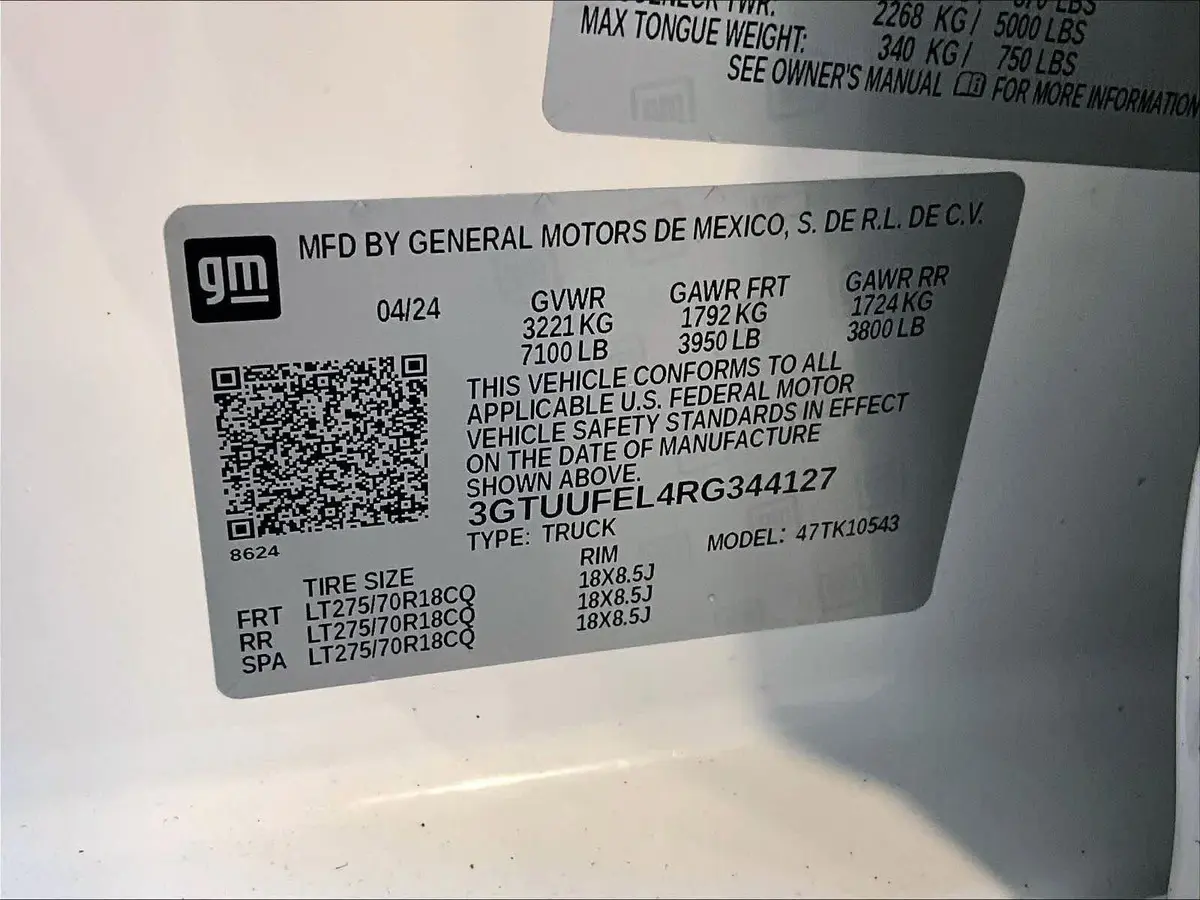 TWR:
2268 KG/ 5000 LBS
MAX TONGUE WEIGHT: 340 KG/ 750 LBS
SEE OWNER'S MANUAL FOR MORE INFORMATION
gm
MFD BY GENERAL MOTORS DE MEXICO, S. DE R.L. DE C.V.
04/24 GVWR GAWR FRT GAWR RR
3221 KG 1792 KG 1724 KG
7100 LB 3950 LB 3800 LB
THIS VEHICLE CONFORMS TO ALL
APPLICABLE U.S. FEDERAL MOTOR
VEHICLE SAFETY STANDARDS IN EFFECT
ON THE DATE OF MANUFACTURE
SHOWN ABOVE.
3GTUUFEL4RG344127
TYPE: TRUCK MODEL: 47TK10543
8624
TIRE SIZE RIM
FRT LT275/70R18CQ 18X8.5J
RR LT275/70R18CQ 18X8.5J
SPA LT275/70R18CQ 18X8.5J